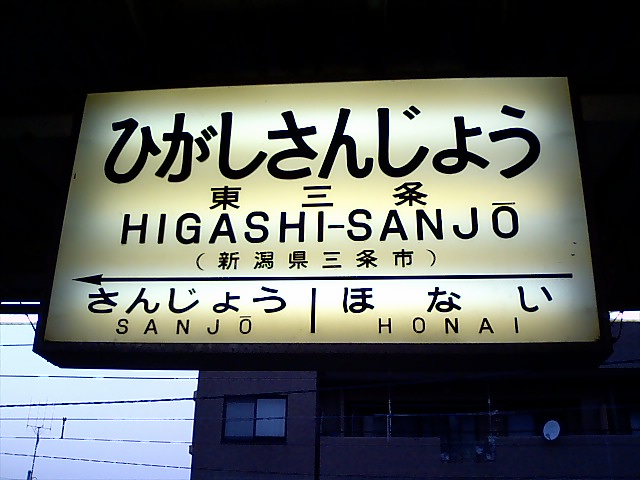 ひがしさんじょう
東三条
HIGASHI-SANJŌ
(新潟県三条市)
さんじょう ほない
SANJŌ HONAI